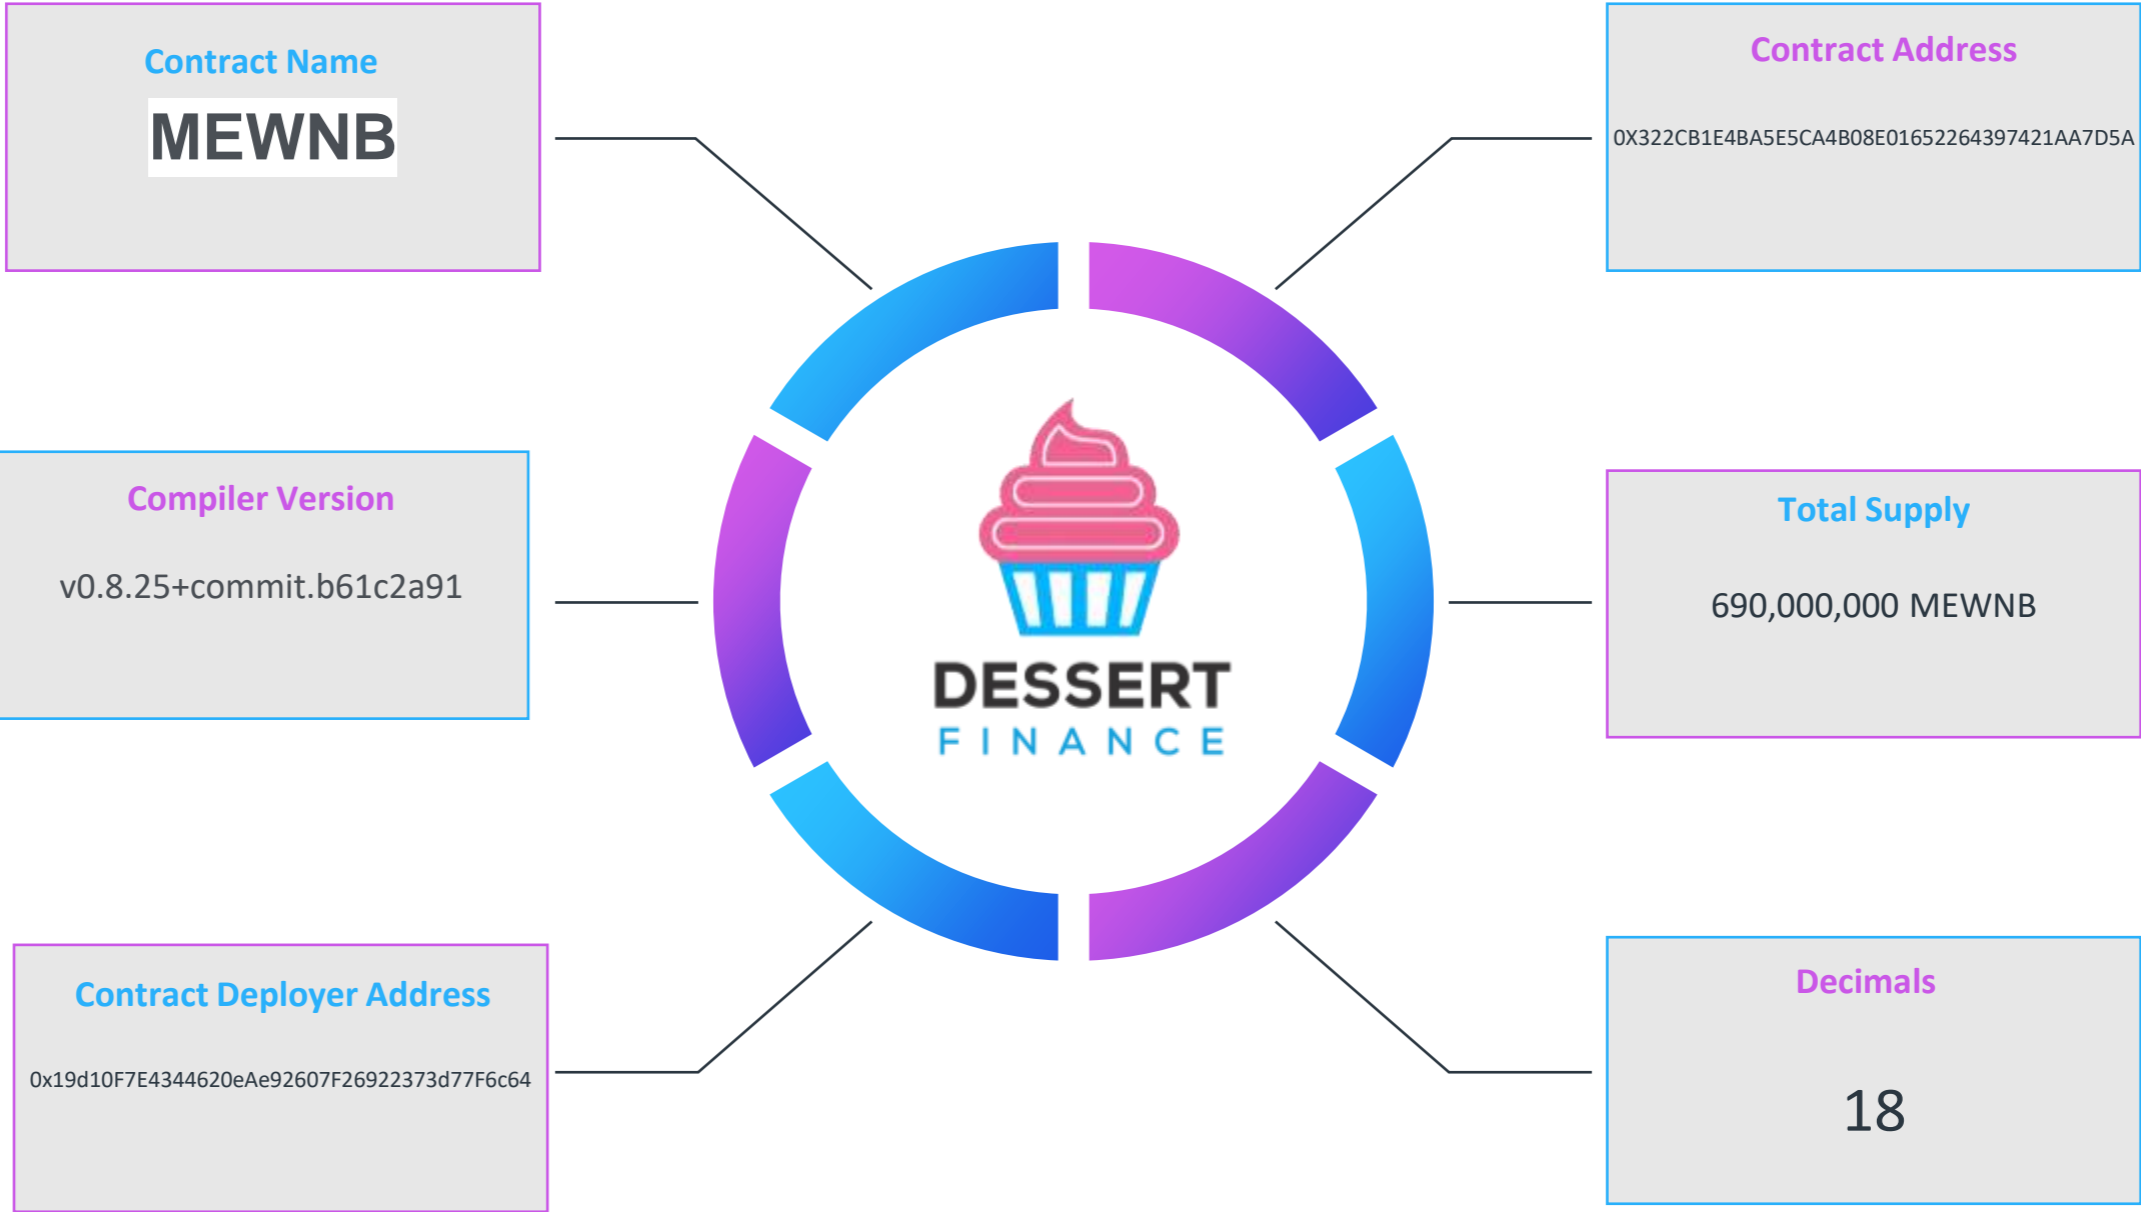 Contract Name
MEWNB
Contract Address
0X322CB1E4BA5E5CA4B08E01652264397421AA7D5A
Compiler Version
v0.8.25+commit.b61c2a91
DESSERT
FINANCE
Total Supply
690,000,000 MEWNB
Contract Deployer Address
0x19d10F7E4344620eAe92607F26922373d77F6c64
Decimals
18